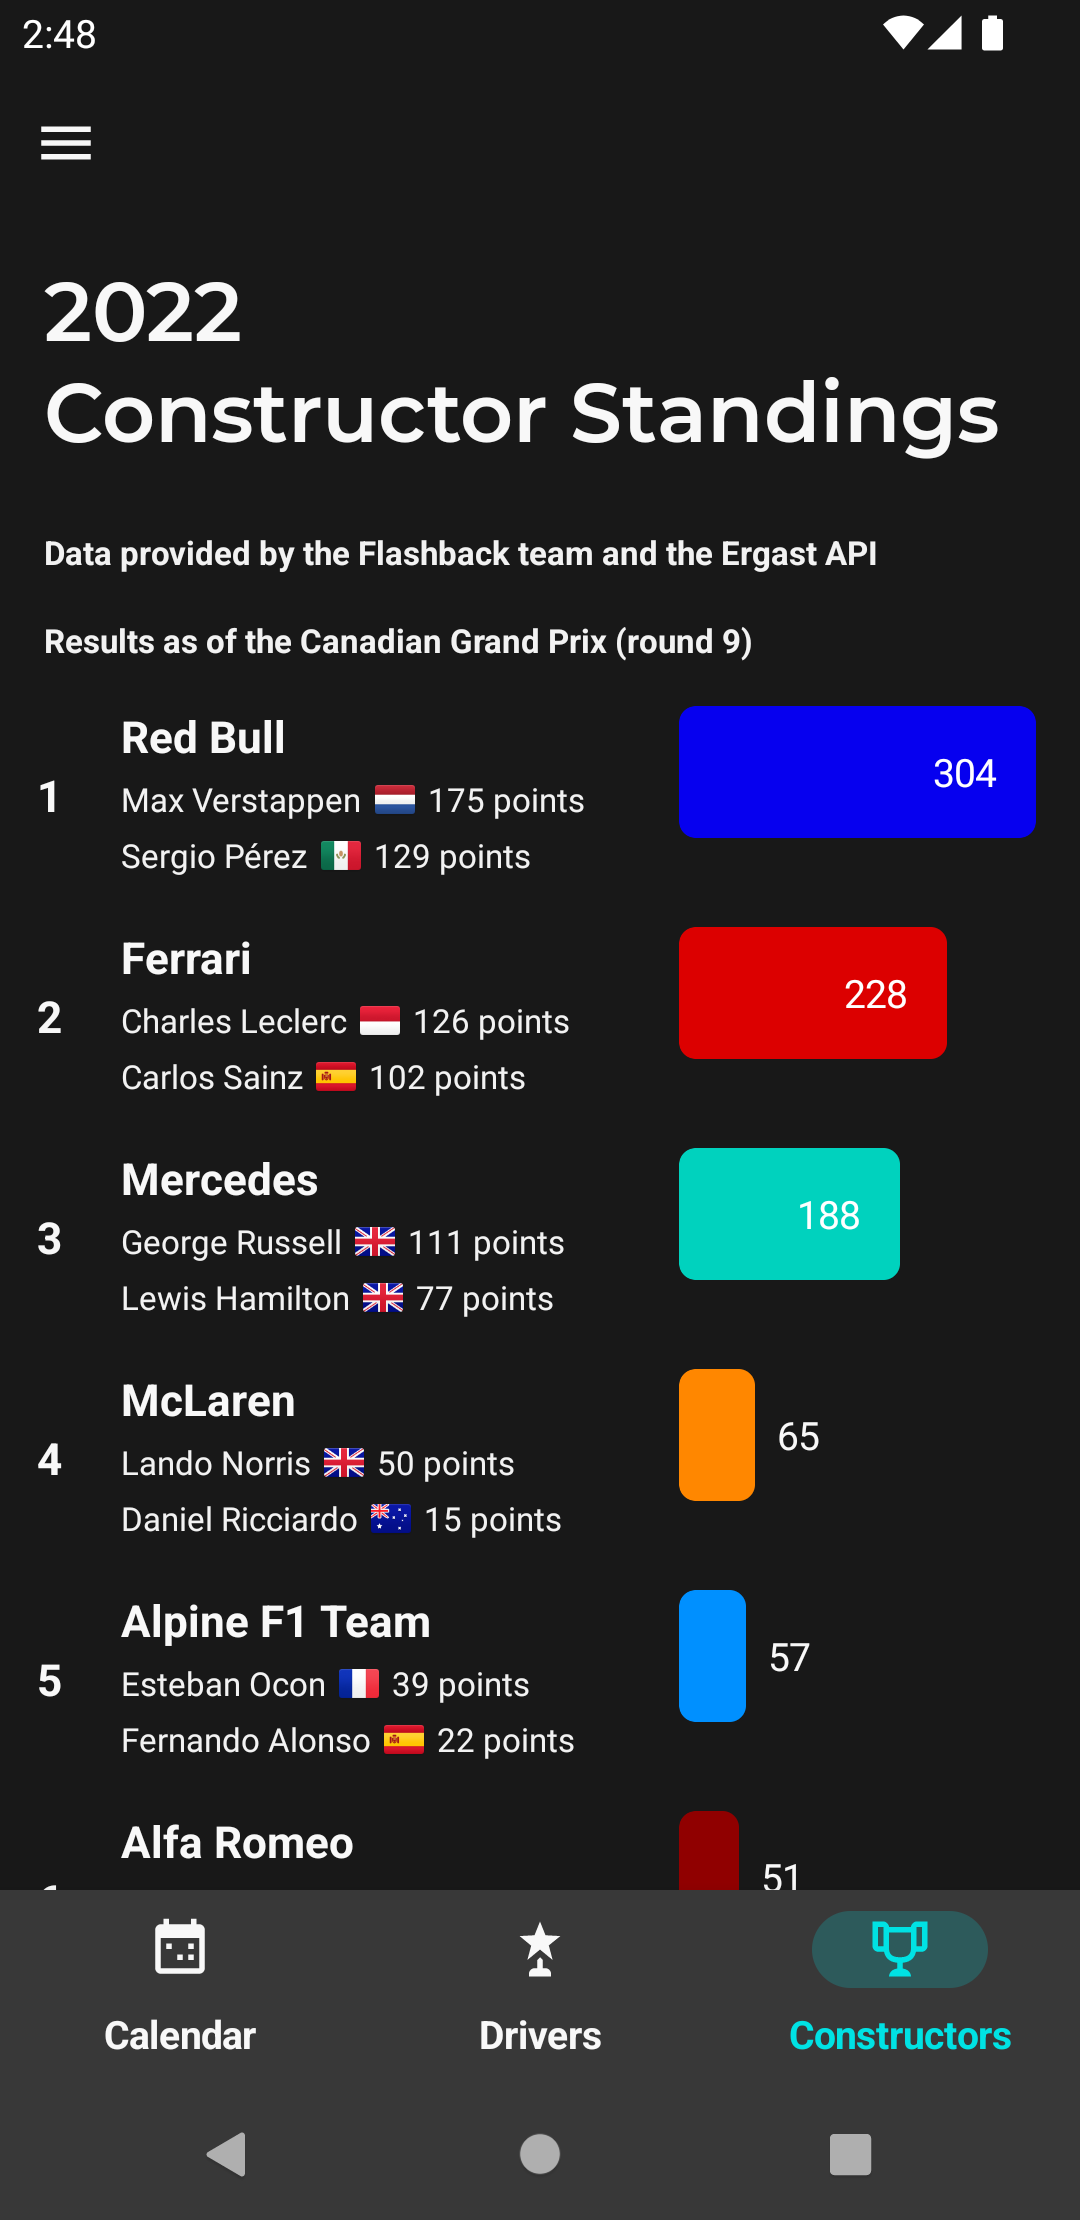 2:48
2022
Constructor Standings
Data provided by the Flashback team and the Ergast API
Results as of the Canadian Grand Prix (round 9)
Red Bull
1
Max Verstappen 175 points
Sergio Pérez 129 points
304
Ferrari
2
Charles Leclerc 126 points
Carlos Sainz 102 points
228
Mercedes
3
George Russell 111 points
Lewis Hamilton 77 points
188
McLaren
4
Lando Norris 50 points
Daniel Ricciardo 15 points
65
Alpine F1 Team
5
Esteban Ocon 39 points
Fernando Alonso 22 points
57
Alfa Romeo
51
Calendar
Drivers
Constructors